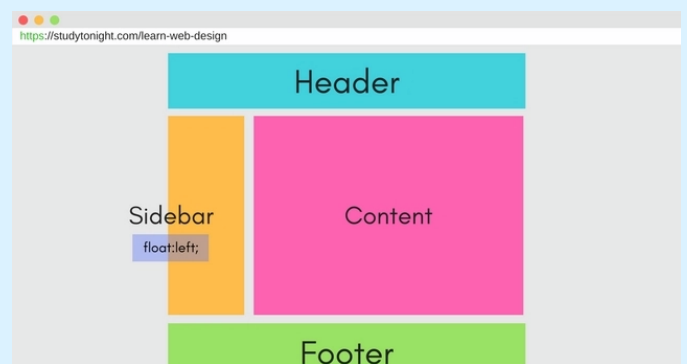 https://studytonight.com/learn-web-design
Header
Sidebar
float:left;
Content
Footer